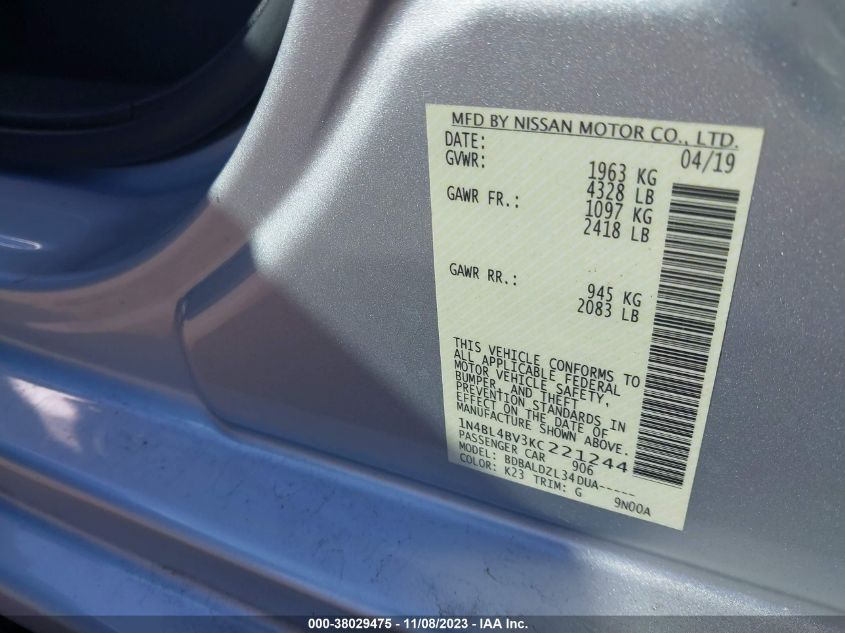 MFD BY NISSAN MOTOR CO., LTD.
DATE: 04/19
GVWR: 1963 KG
4328 LB
GAWR FR.: 1097 KG
2418 LB
GAWR RR.: 945 KG
2083 LB
THIS VEHICLE CONFORMS TO
ALL APPLICABLE FEDERAL
MOTOR VEHICLE SAFETY,
BUMPER, AND THEFT
PREVENTION STANDARDS IN
EFFECT ON THE DATE OF
MANUFACTURE SHOWN ABOVE.
1N4BL4BV3KC221244
PASSENGER CAR 906
MODEL: BDBALDZL34DUA-----
COLOR: K23 TRIM: G 9N00A
000-38029475 - 11/08/2023 - IAA Inc.